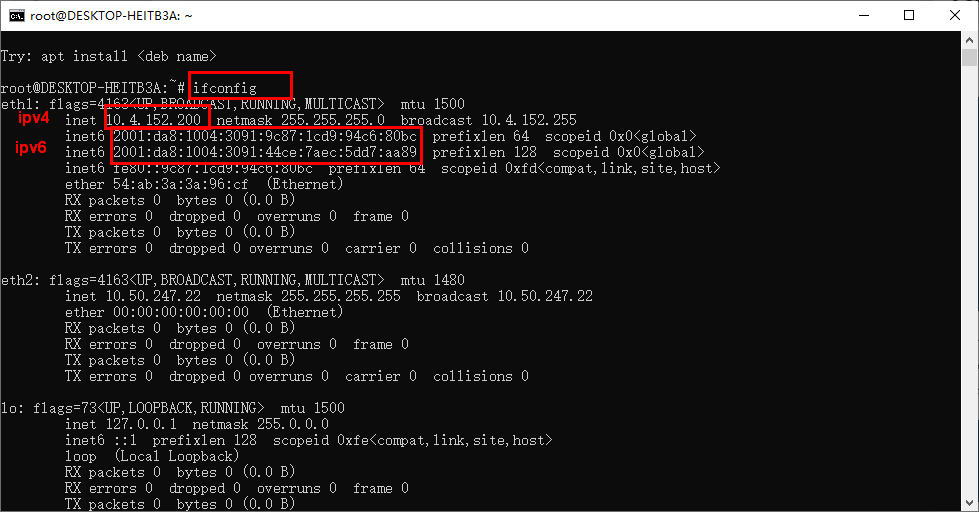 root@DESKTOP-HEITB3A: ~
Try: apt install <deb name>
root@DESKTOP-HEITB3A:~# ifconfig
eth1: flags=4163<UP,BROADCAST,RUNNING,MULTICAST>  mtu 1500
ipv4 inet 10.4.152.200  netmask 255.255.255.0  broadcast 10.4.152.255
inet6 2001:da8:1004:3091:9c87:1cd9:94c6:80bc  prefixlen 64  scopeid 0x0<global>
ipv6 inet6 2001:da8:1004:3091:44ce:7aec:5dd7:aa89  prefixlen 128  scopeid 0x0<global>
inet6 fe80::9c87:1cd9:94c6:80bc  prefixlen 64  scopeid 0xfd<compat,link,site,host>
ether 54:ab:3a:3a:96:cf  (Ethernet)
RX packets 0  bytes 0 (0.0 B)
RX errors 0  dropped 0  overruns 0  frame 0
TX packets 0  bytes 0 (0.0 B)
TX errors 0  dropped 0 overruns 0  carrier 0  collisions 0
eth2: flags=4163<UP,BROADCAST,RUNNING,MULTICAST>  mtu 1480
inet 10.50.247.22  netmask 255.255.255.255  broadcast 10.50.247.22
ether 00:00:00:00:00:00  (Ethernet)
RX packets 0  bytes 0 (0.0 B)
RX errors 0  dropped 0  overruns 0  frame 0
TX packets 0  bytes 0 (0.0 B)
TX errors 0  dropped 0 overruns 0  carrier 0  collisions 0
lo: flags=73<UP,LOOPBACK,RUNNING>  mtu 1500
inet 127.0.0.1  netmask 255.0.0.0
inet6 ::1  prefixlen 128  scopeid 0xfe<compat,link,site,host>
loop  (Local Loopback)
RX packets 0  bytes 0 (0.0 B)
RX errors 0  dropped 0  overruns 0  frame 0
TX packets 0  bytes 0 (0.0 B)